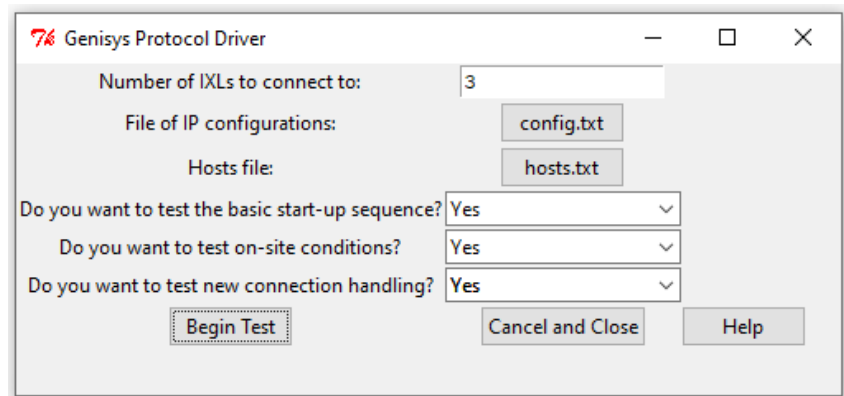 Genisys Protocol Driver
Number of IXLs to connect to: 3
File of IP configurations: config.txt
Hosts file: hosts.txt
Do you want to test the basic start-up sequence? Yes
Do you want to test on-site conditions? Yes
Do you want to test new connection handling? Yes
Begin Test Cancel and Close Help